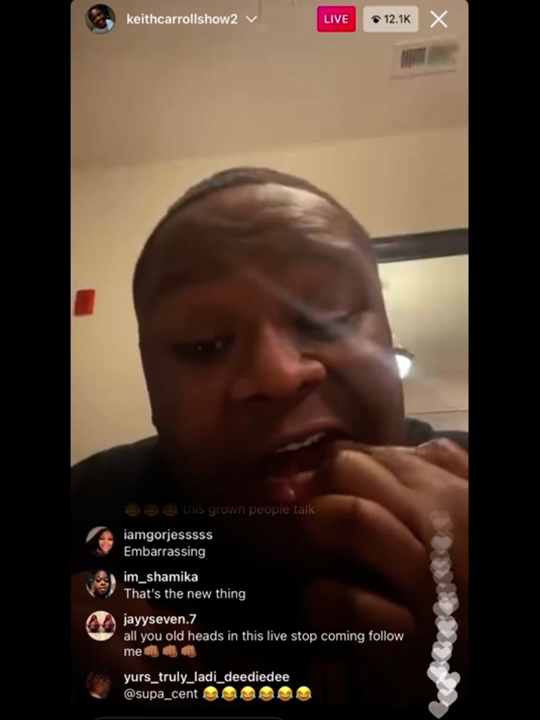 keithcarrollshow2
LIVE
12.1K
😂😂😂 this grown people talk
iamgorjesssss
Embarrassing
im_shamika
That's the new thing
jayyseven.7
all you old heads in this live stop coming follow
me👊🏽👊🏽👊🏽
yurs_truly_ladi_deediedee
@supa_cent 😂😂😂😂😂😂